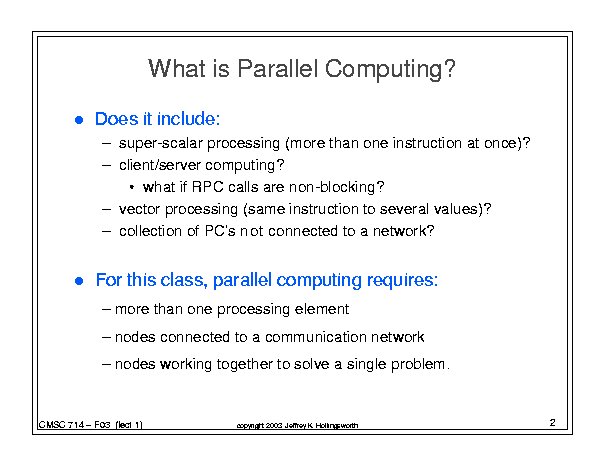 What is Parallel Computing?
● Does it include:
– super-scalar processing (more than one instruction at once)?
– client/server computing?
• what if RPC calls are non-blocking?
– vector processing (same instruction to several values)?
– collection of PC's not connected to a network?
● For this class, parallel computing requires:
– more than one processing element
– nodes connected to a communication network
– nodes working together to solve a single problem.
CMSC 714 – F03 (lect 1)
copyright 2003 Jeffrey K. Hollingsworth
2